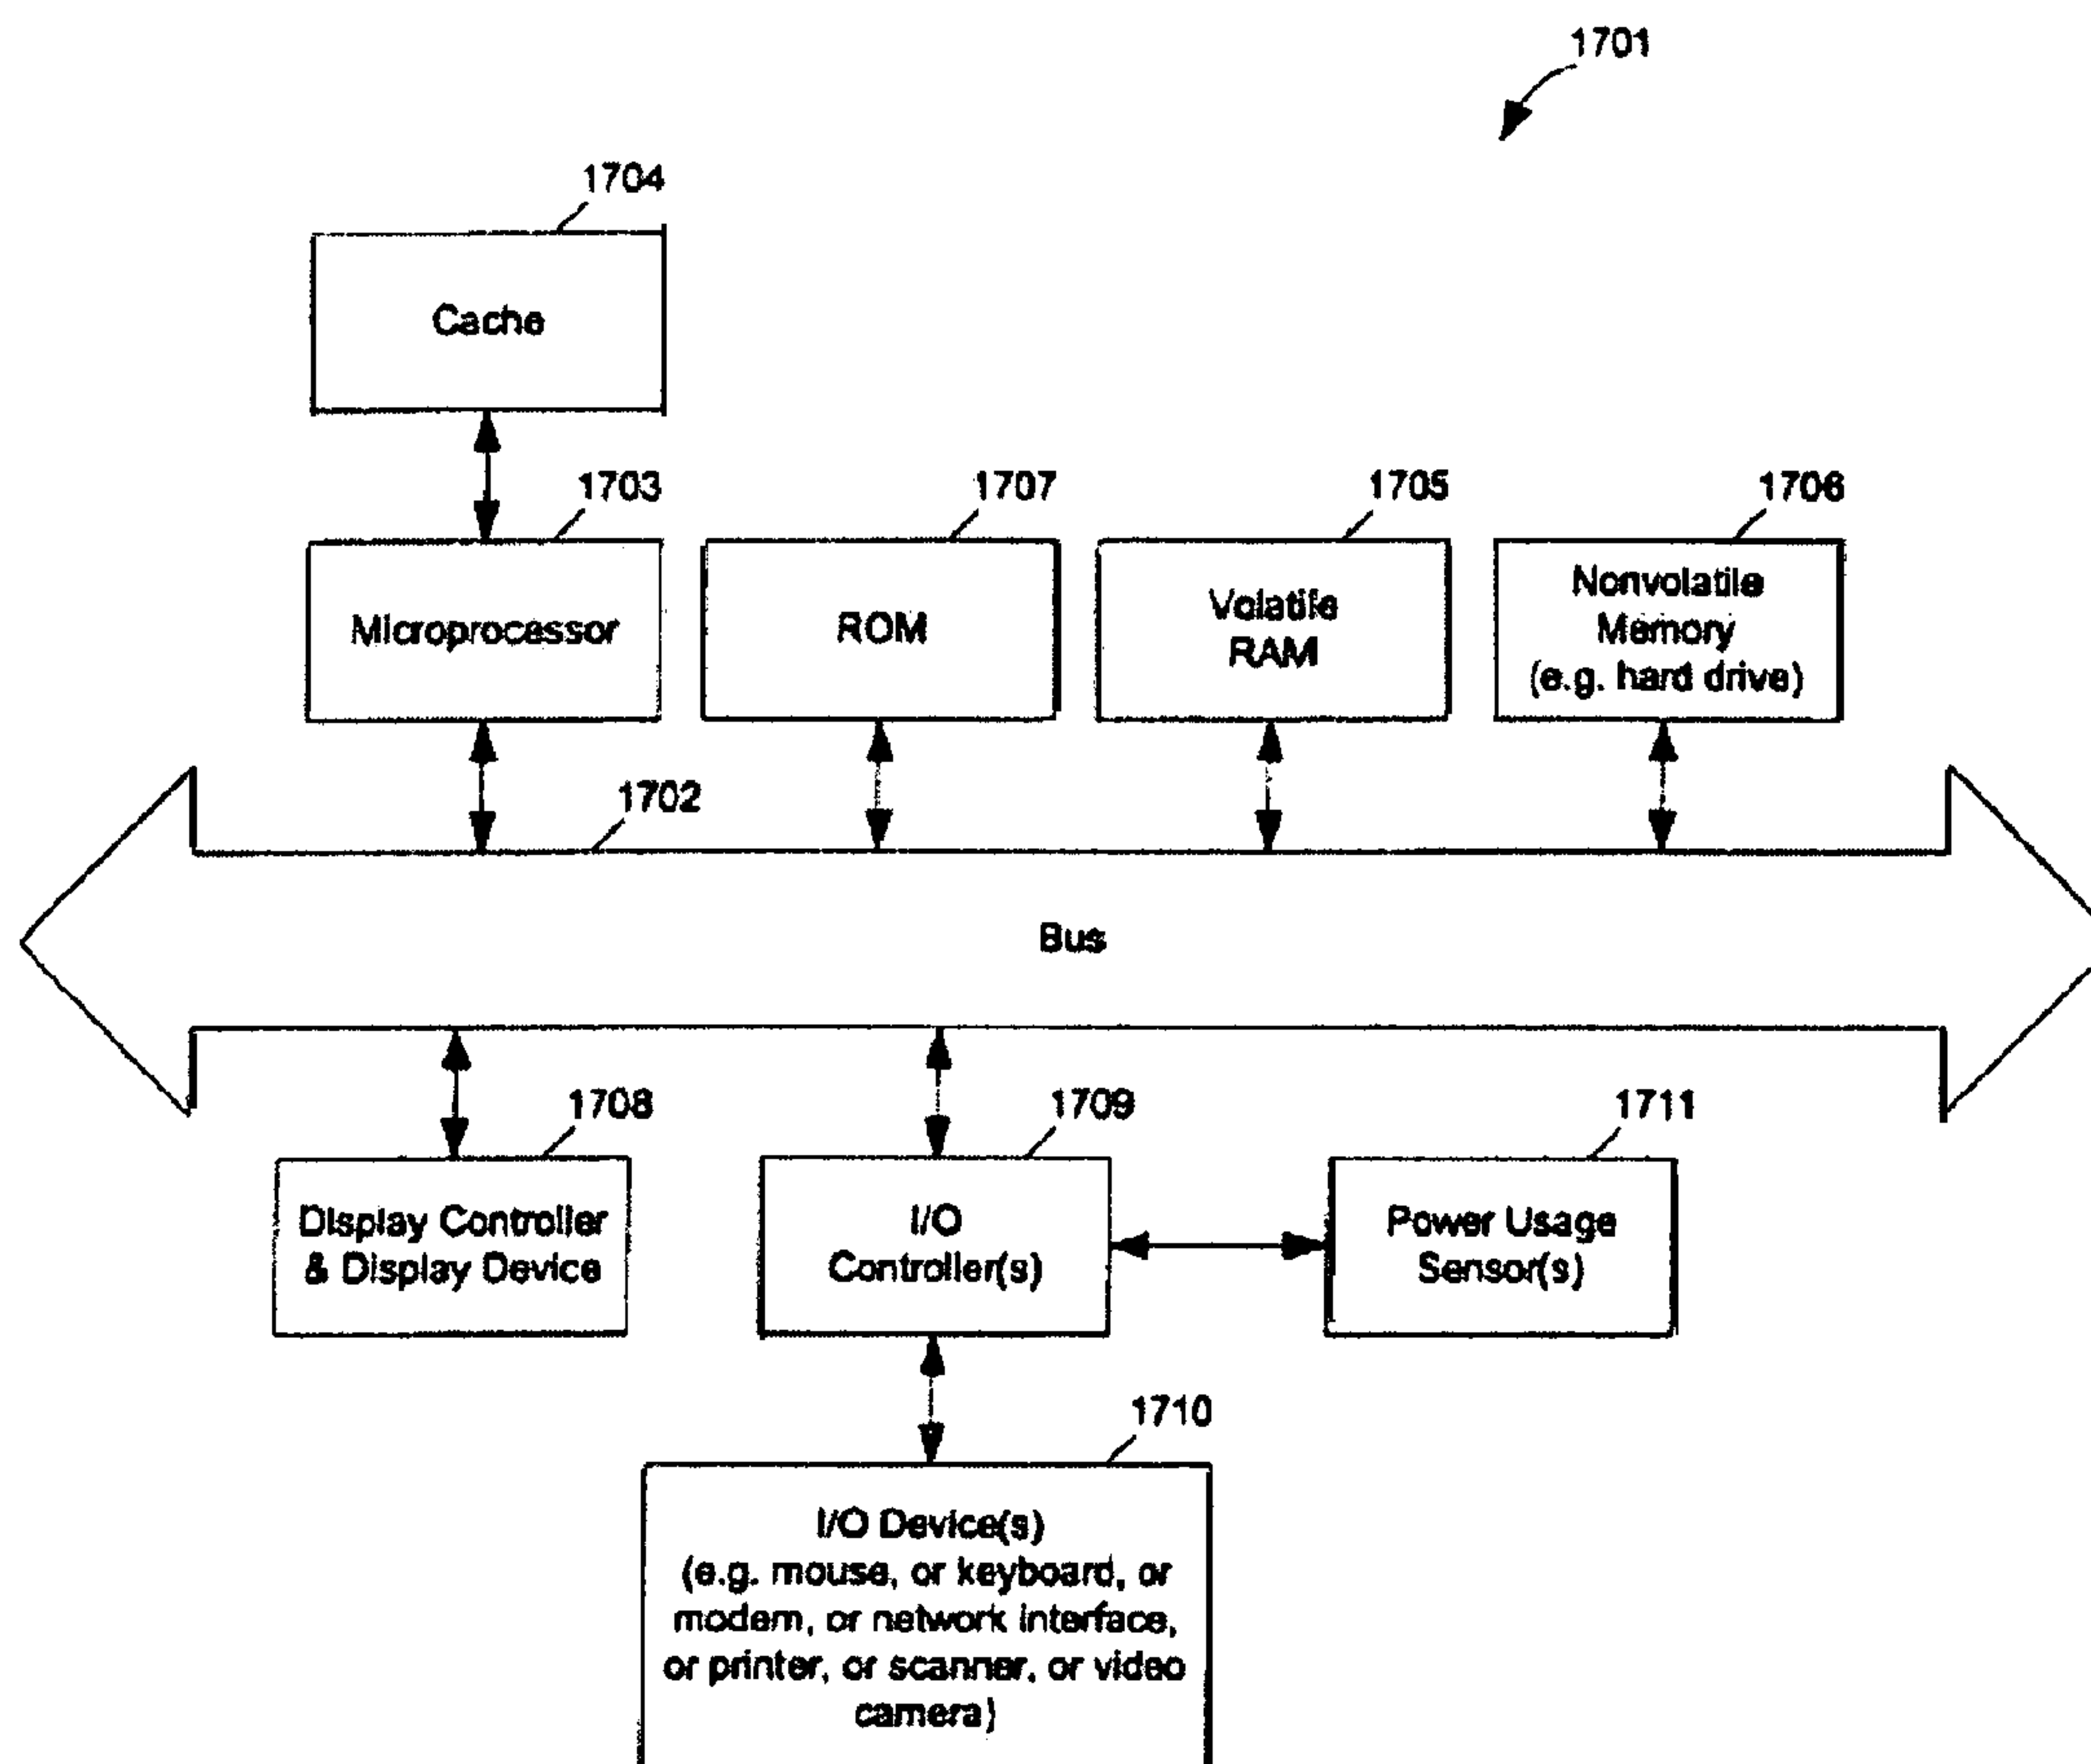 1701
1704
Cache
1703
1707
1705
1706
Microprocessor
ROM
Volatile
RAM
Nonvolatile
Memory
(e.g. hard drive)
1702
Bus
1708
1709
1711
Display Controller
& Display Device
I/O
Controller(s)
Power Usage
Sensor(s)
1710
I/O Device(s)
(e.g. mouse, or keyboard, or
modem, or network interface,
or printer, or scanner, or video
camera)